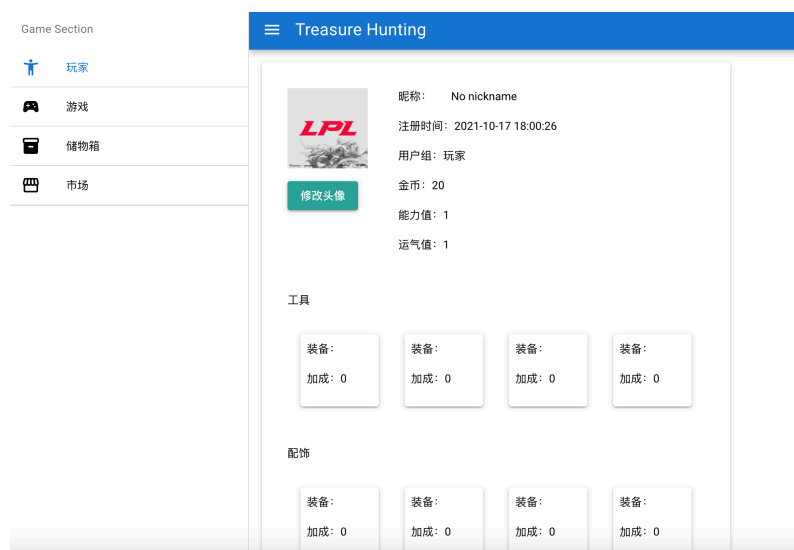 Game Section
玩家
游戏
储物箱
市场
Treasure Hunting
LPL
修改头像
昵称： No nickname
注册时间：2021-10-17 18:00:26
用户组：玩家
金币：20
能力值：1
运气值：1
工具
装备： 装备： 装备： 装备：
加成：0 加成：0 加成：0 加成：0
配饰
装备： 装备： 装备： 装备：
加成：0 加成：0 加成：0 加成：0